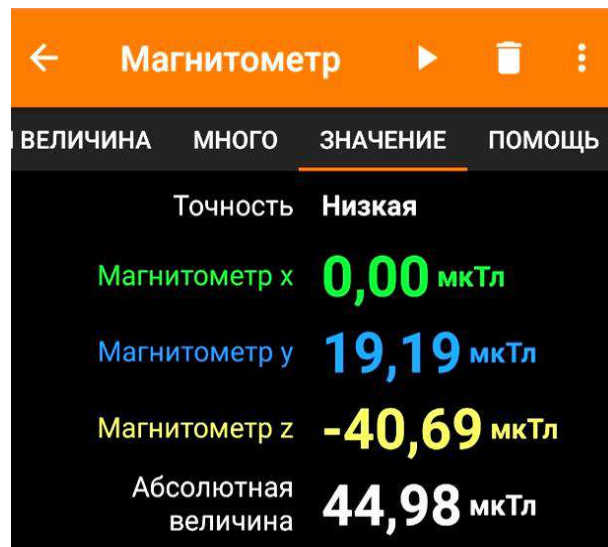 Магнитометр
ВЕЛИЧИНА МНОГО ЗНАЧЕНИЕ ПОМОЩЬ
Точность Низкая
Магнитометр x 0,00 мкТл
Магнитометр y 19,19 мкТл
Магнитометр z -40,69 мкТл
Абсолютная
величина 44,98 мкТл